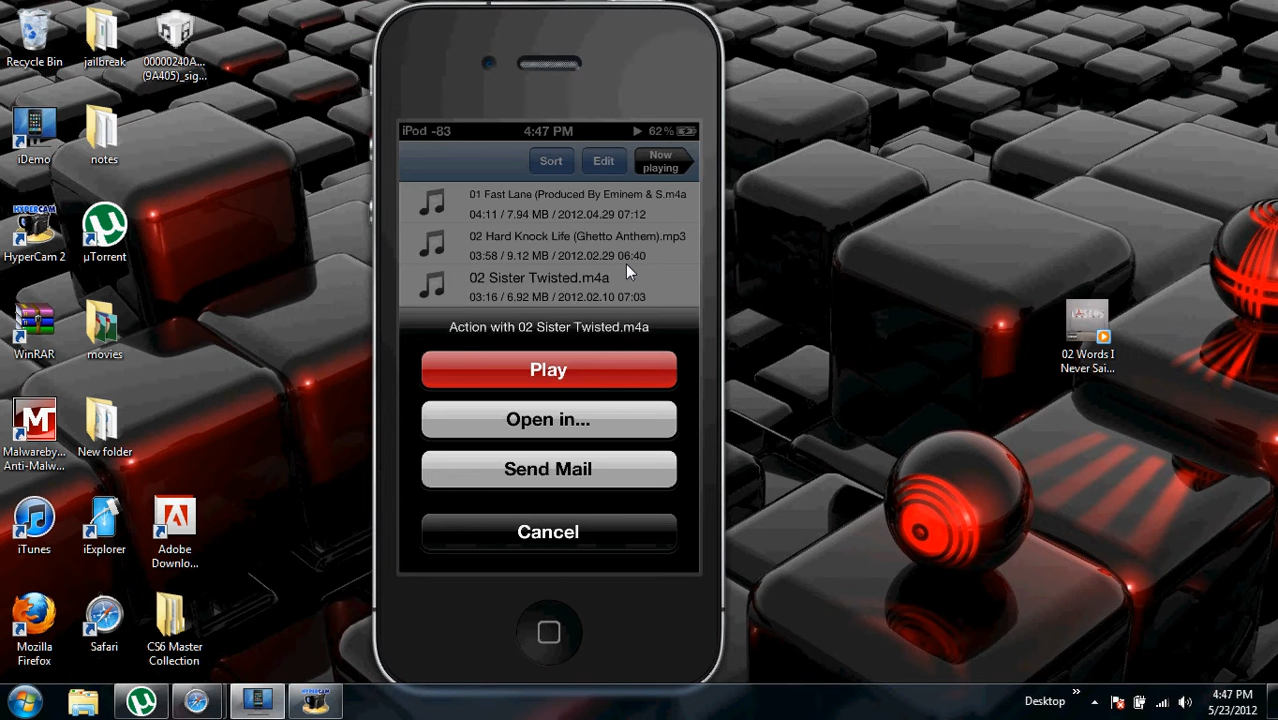 Recycle Bin
jailbreak
00000240A...
(9A405)_sig...
iDemo
notes
HyperCam 2
µTorrent
WinRAR
movies
Malwareby...
Anti-Malw...
New folder
iTunes
iExplorer
Adobe
Downlo...
Mozilla
Firefox
Safari
CS6 Master
Collection
iPod -83
4:47 PM
62%
Sort
Edit
Now
playing
01 Fast Lane (Produced By Eminem & S.m4a
04:11 / 7.94 MB / 2012.04.29 07:12
02 Hard Knock Life (Ghetto Anthem).mp3
03:58 / 9.12 MB / 2012.02.29 06:40
02 Sister Twisted.m4a
03:16 / 6.92 MB / 2012.02.10 07:03
Action with 02 Sister Twisted.m4a
Play
Open in...
Send Mail
Cancel
02 Words I
Never Sai...
Desktop
4:47 PM
5/23/2012